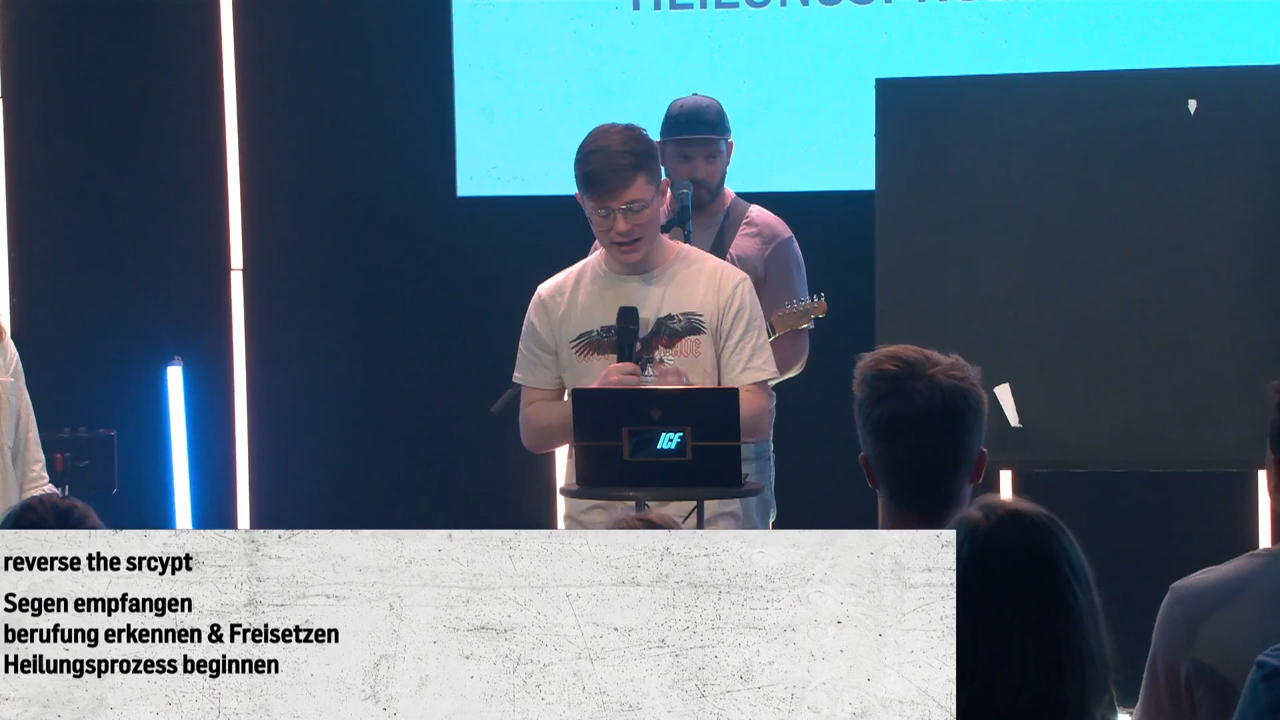 ICF
reverse the srcypt
Segen empfangen
berufung erkennen & Freisetzen
Heilungsprozess beginnen